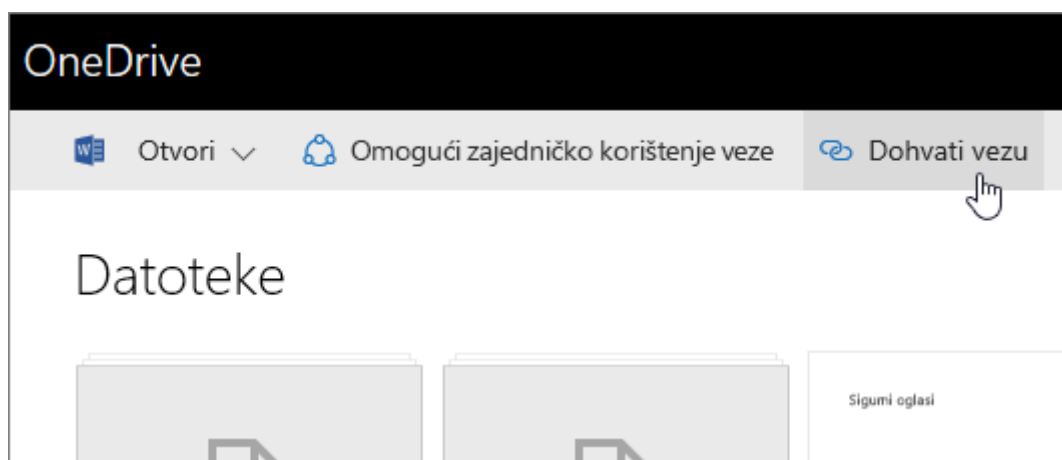 OneDrive
Otvori Omogući zajedničko korištenje veze Dohvati vezu
Datoteke
Sigurni oglasi